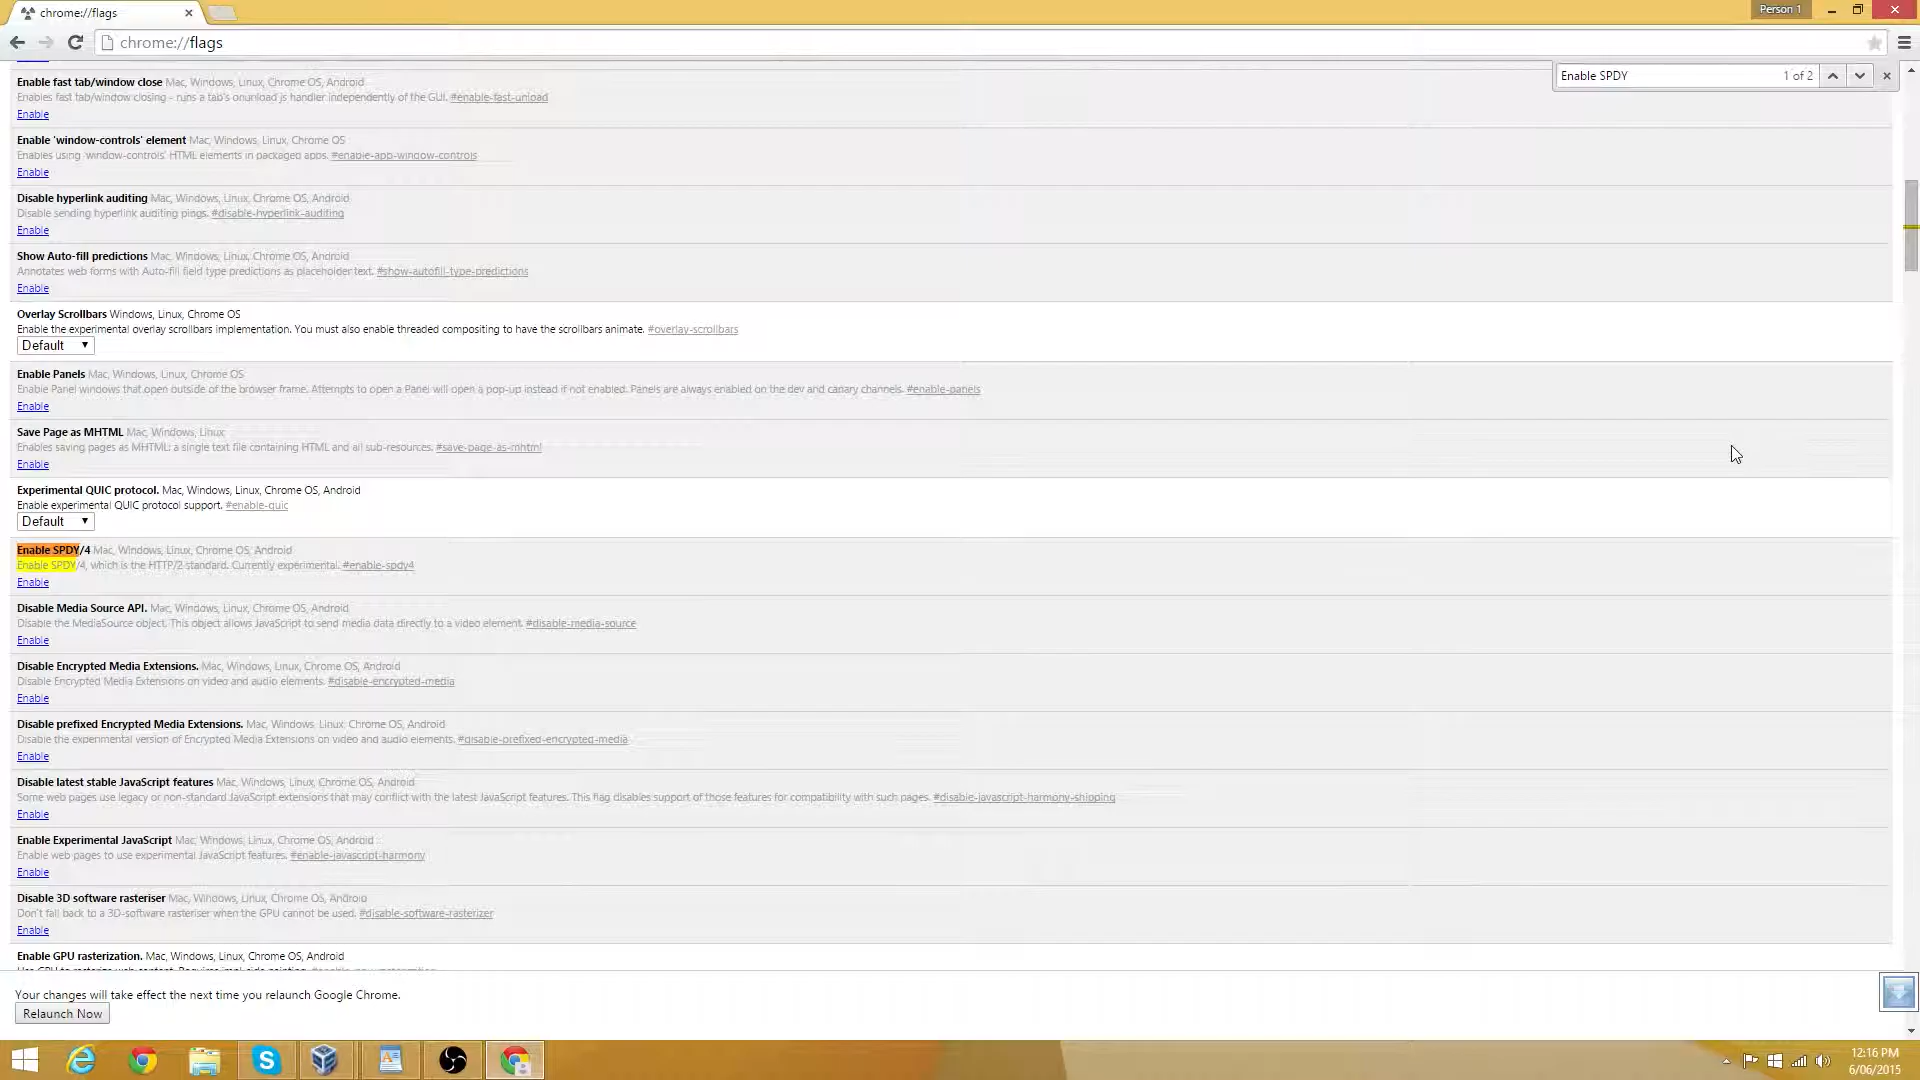 chrome://flags
Person 1
chrome://flags
Enable SPDY
1 of 2
Enable fast tab/window close Mac, Windows, Linux, Chrome OS, Android
Enables fast tab/window closing - runs a tab's onunload js handler independently of the GUI. #enable-fast-unload
Enable
Enable 'window-controls' element Mac, Windows, Linux, Chrome OS
Enables using 'window-controls' HTML elements in packaged apps. #enable-app-window-controls
Enable
Disable hyperlink auditing Mac, Windows, Linux, Chrome OS, Android
Disable sending hyperlink auditing pings. #disable-hyperlink-auditing
Enable
Show Auto-fill predictions Mac, Windows, Linux, Chrome OS, Android
Annotates web forms with Auto-fill field type predictions as placeholder text. #show-autofill-type-predictions
Enable
Overlay Scrollbars Windows, Linux, Chrome OS
Enable the experimental overlay scrollbars implementation. You must also enable threaded compositing to have the scrollbars animate. #overlay-scrollbars
Default
Enable Panels Mac, Windows, Linux, Chrome OS
Enable Panel windows that open outside of the browser frame. Attempts to open a Panel will open a pop-up instead if not enabled. Panels are always enabled on the dev and canary channels. #enable-panels
Enable
Save Page as MHTML Mac, Windows, Linux
Enables saving pages as MHTML: a single text file containing HTML and all sub-resources. #save-page-as-mhtml
Enable
Experimental QUIC protocol. Mac, Windows, Linux, Chrome OS, Android
Enable experimental QUIC protocol support. #enable-quic
Default
Enable SPDY/4 Mac, Windows, Linux, Chrome OS, Android
Enable SPDY/4, which is the HTTP/2 standard. Currently experimental. #enable-spdy4
Enable
Disable Media Source API. Mac, Windows, Linux, Chrome OS, Android
Disable the MediaSource object. This object allows JavaScript to send media data directly to a video element. #disable-media-source
Enable
Disable Encrypted Media Extensions. Mac, Windows, Linux, Chrome OS, Android
Disable Encrypted Media Extensions on video and audio elements. #disable-encrypted-media
Enable
Disable prefixed Encrypted Media Extensions. Mac, Windows, Linux, Chrome OS, Android
Disable the experimental version of Encrypted Media Extensions on video and audio elements. #disable-prefixed-encrypted-media
Enable
Disable latest stable JavaScript features Mac, Windows, Linux, Chrome OS, Android
Some web pages use legacy or non-standard JavaScript extensions that may conflict with the latest JavaScript features. This flag disables support of those features for compatibility with such pages. #disable-javascript-harmony-shipping
Enable
Enable Experimental JavaScript Mac, Windows, Linux, Chrome OS, Android
Enable web pages to use experimental JavaScript features. #enable-javascript-harmony
Enable
Disable 3D software rasteriser Mac, Windows, Linux, Chrome OS, Android
Don't fall back to a 3D-software rasteriser when the GPU cannot be used. #disable-software-rasterizer
Enable
Enable GPU rasterization. Mac, Windows, Linux, Chrome OS, Android
Your changes will take effect the next time you relaunch Google Chrome.
Relaunch Now
12:16 PM
6/06/2015